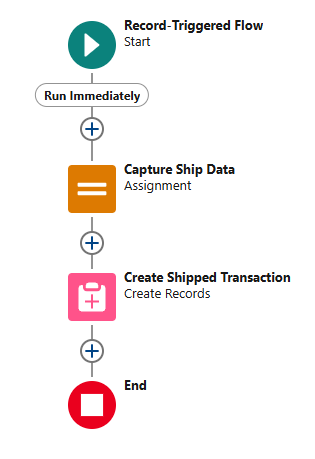 Record-Triggered Flow
Start
Run Immediately
Capture Ship Data
Assignment
Create Shipped Transaction
Create Records
End